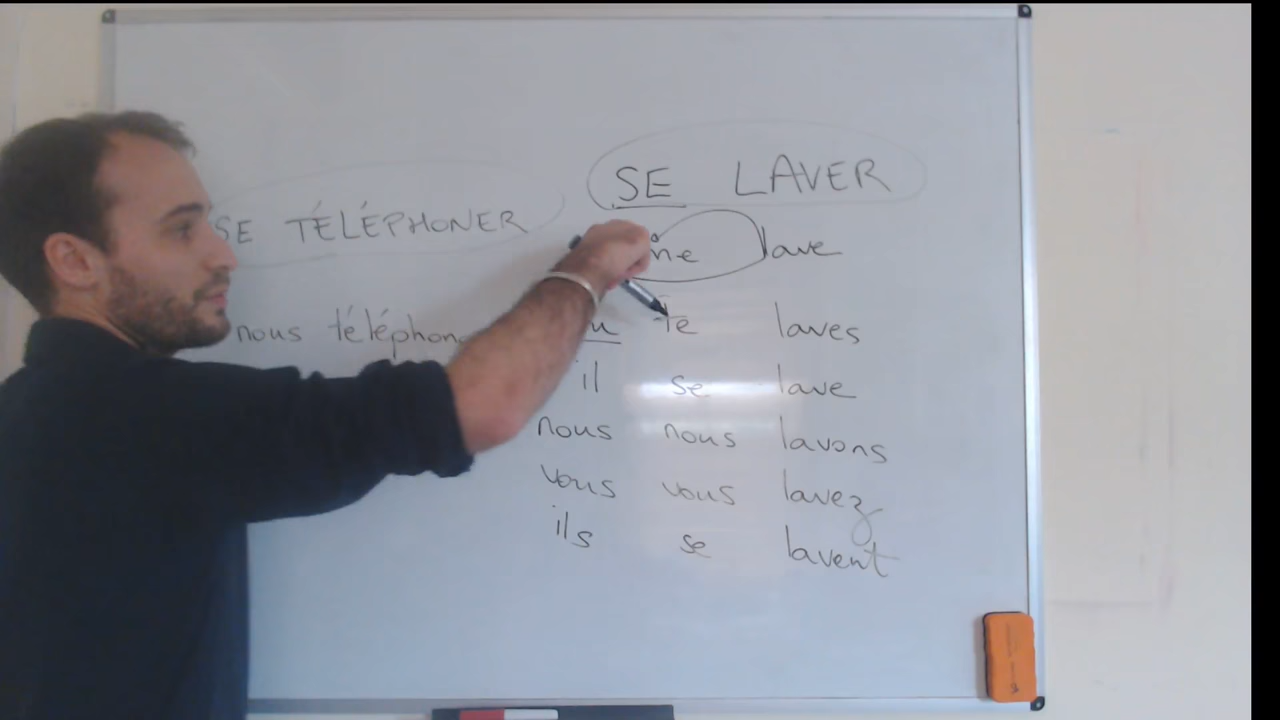 SE LAVER
SE TÉLÉPHONER
me lave
te laves
nous téléphon
il se lave
nous nous lavons
vous vous lavez
ils se lavent